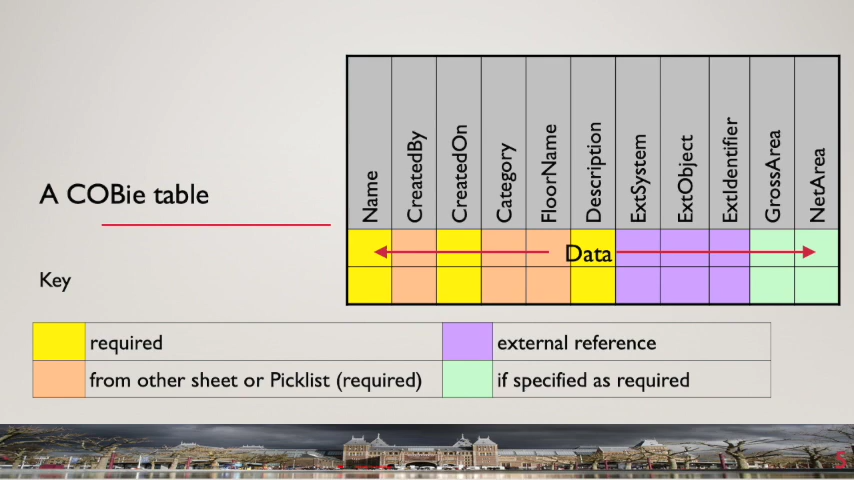 A COBie table
Name
CreatedBy
CreatedOn
Category
FloorName
Description
ExtSystem
ExtObject
ExtIdentifier
GrossArea
NetArea
Data
Key
required
external reference
from other sheet or Picklist (required)
if specified as required